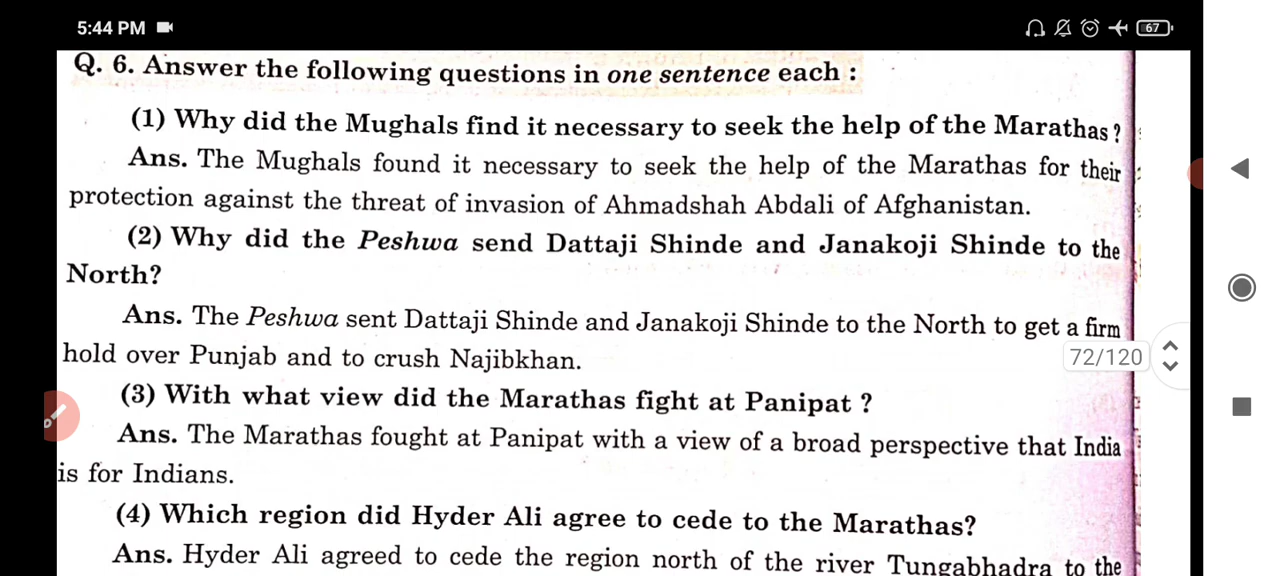 5:44 PM
67
Q. 6. Answer the following questions in one sentence each :
(1) Why did the Mughals find it necessary to seek the help of the Marathas ?
Ans. The Mughals found it necessary to seek the help of the Marathas for their
protection against the threat of invasion of Ahmadshah Abdali of Afghanistan.
(2) Why did the Peshwa send Dattaji Shinde and Janakoji Shinde to the
North?
Ans. The Peshwa sent Dattaji Shinde and Janakoji Shinde to the North to get a firm
hold over Punjab and to crush Najibkhan.
72/120
(3) With what view did the Marathas fight at Panipat ?
Ans. The Marathas fought at Panipat with a view of a broad perspective that India
is for Indians.
(4) Which region did Hyder Ali agree to cede to the Marathas?
Ans. Hyder Ali agreed to cede the region north of the river Tungabhadra to the